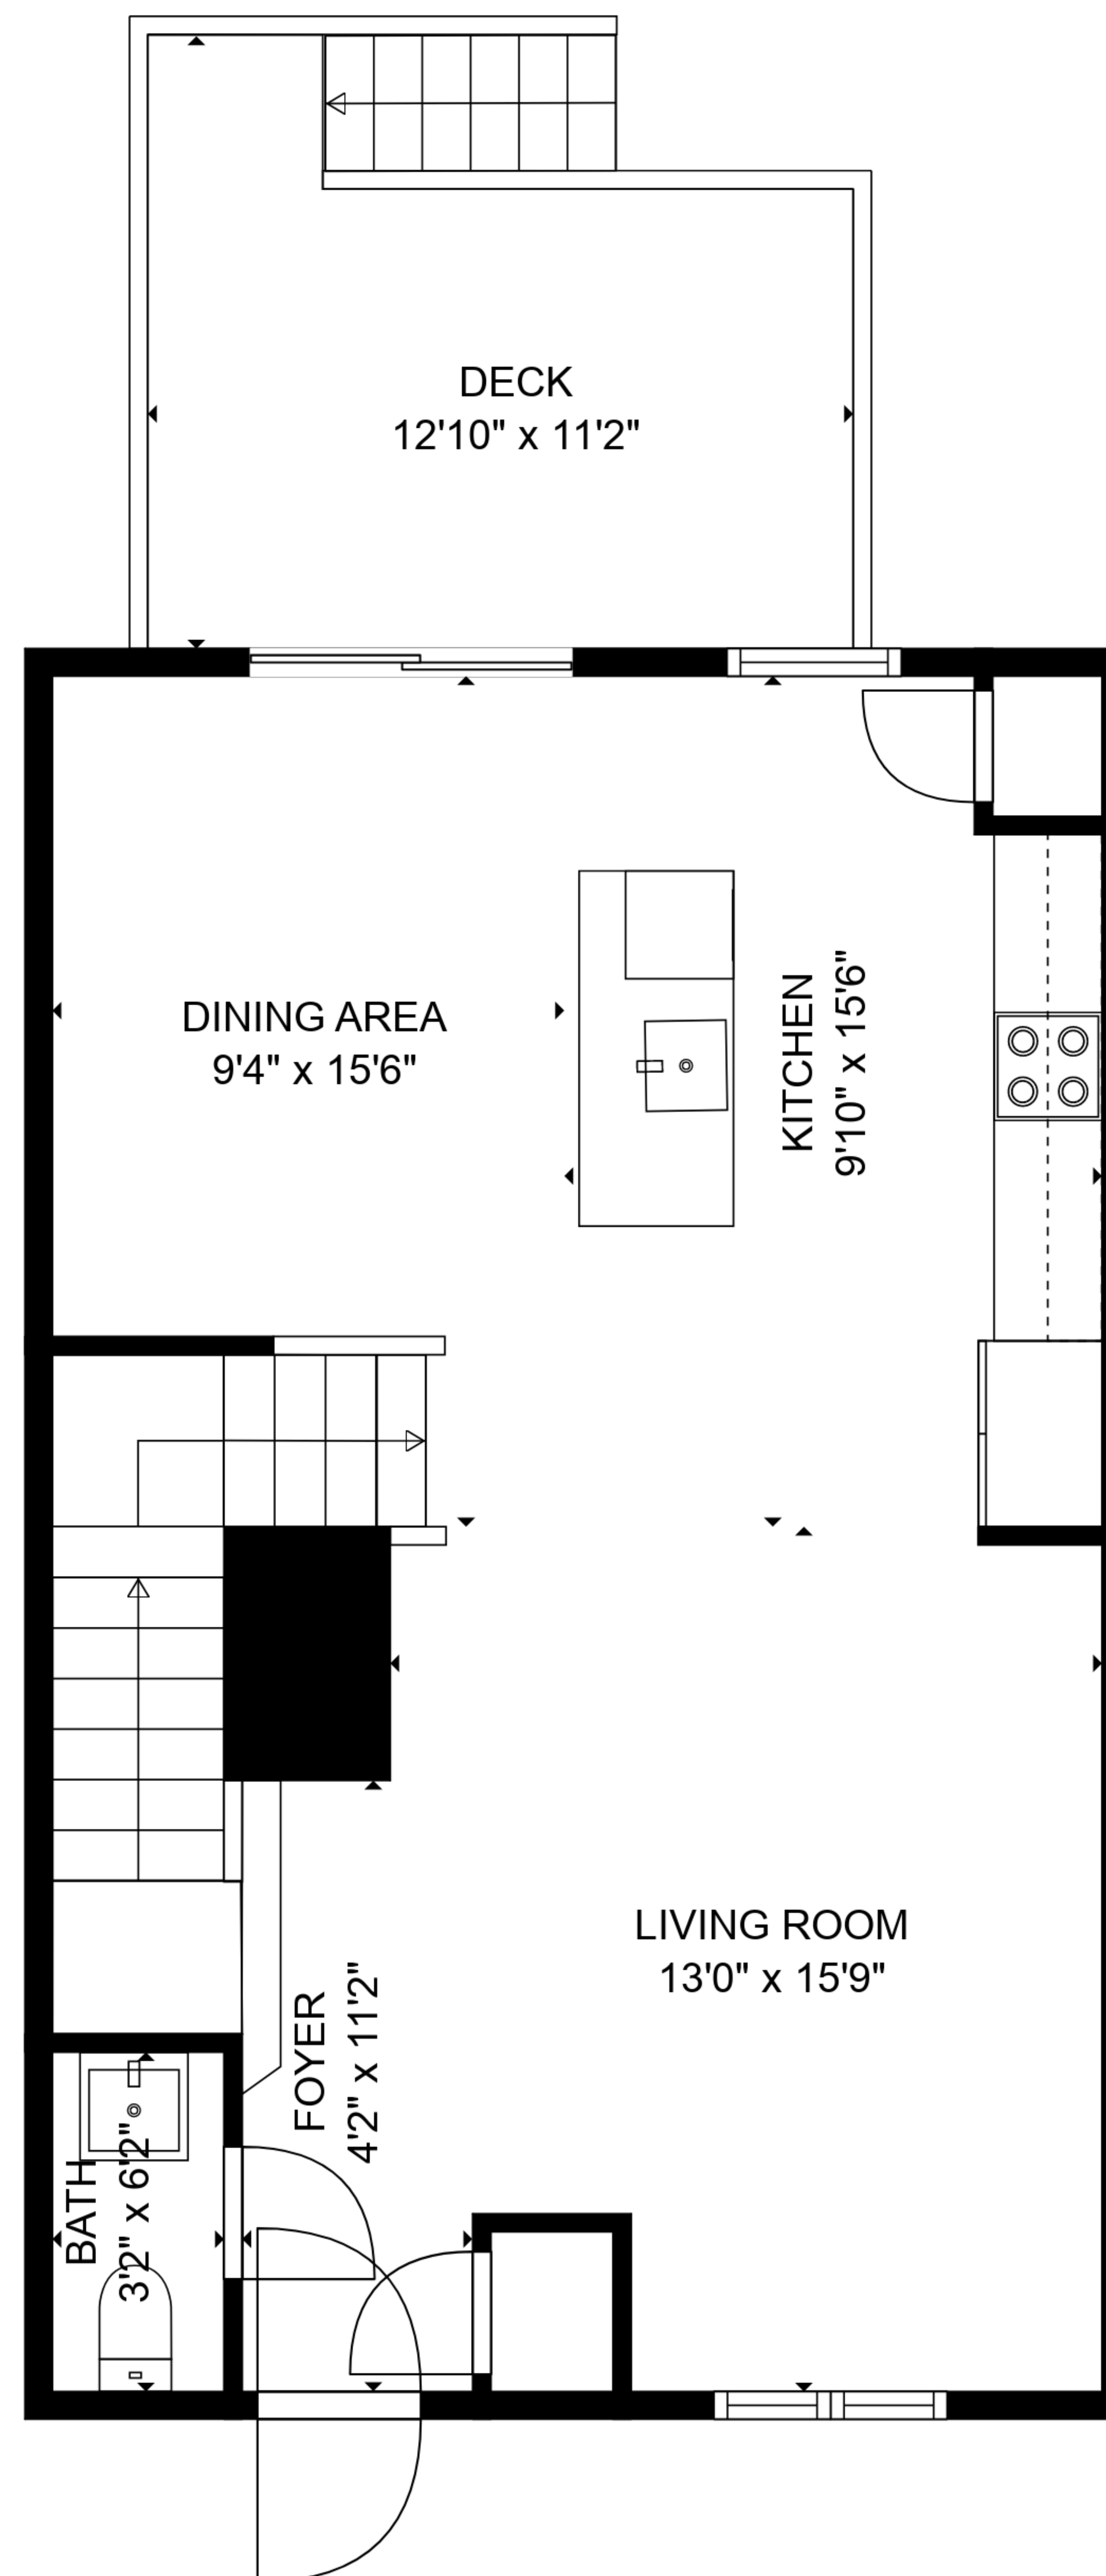 DECK
12'10" x 11'2"
DINING AREA
9'4" x 15'6"
KITCHEN
9'10" x 15'6"
LIVING ROOM
13'0" x 15'9"
FOYER
4'2" x 11'2"
BATH
3'2" x 6'2"